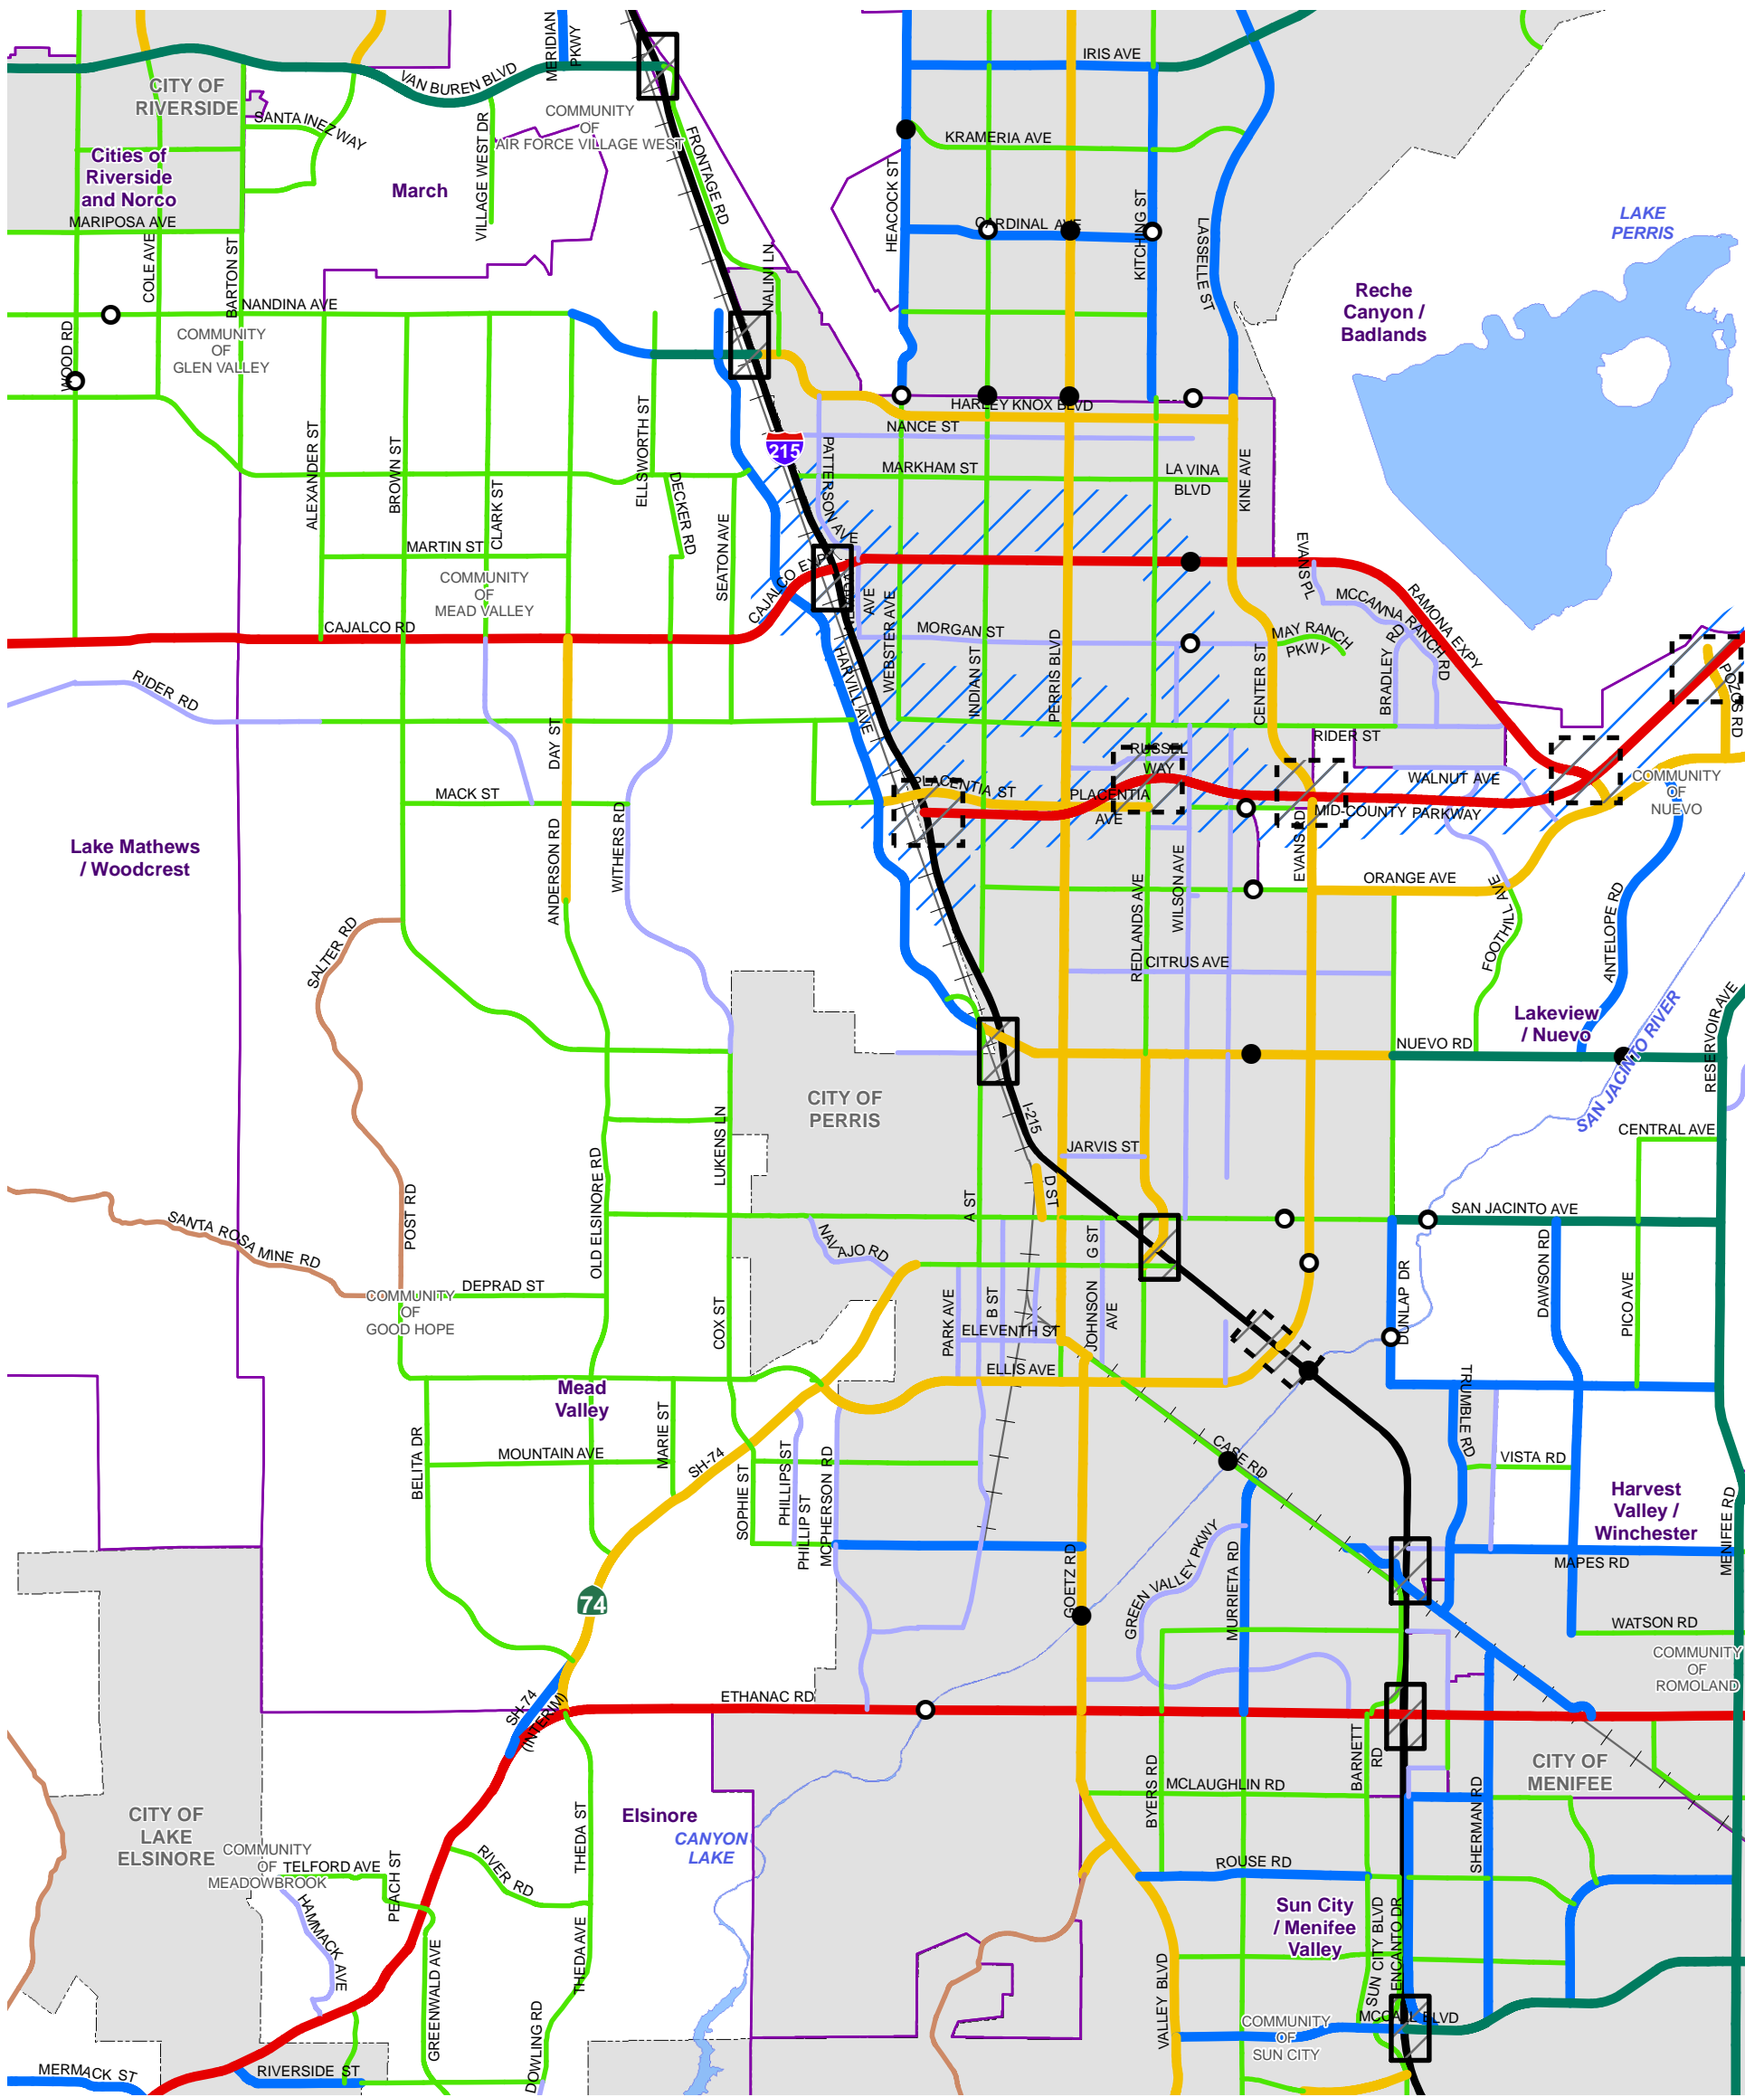 IRIS AVE
MERIDIAN
PKWY
VAN BUREN BLVD
CITY OF
RIVERSIDE
SANTA INEZ WAY
COMMUNITY
OF
AIR FORCE VILLAGE WEST
VILLAGE WEST DR
FRONTAGE RD
KRAMERIA AVE
Cities of
Riverside
and Norco
March
MARIPOSA AVE
HEACOCK ST
CARDINAL AVE
KITCHING ST
LASSELLE ST
LAKE
PERRIS
COLE AVE
BARTON ST
NALINI LN
NANDINA AVE
COMMUNITY
OF
GLEN VALLEY
WOOD RD
Reche
Canyon /
Badlands
HARLEY KNOX BLVD
NANCE ST
ALEXANDER ST
BROWN ST
CLARK ST
ELLSWORTH ST
DECKER RD
215
PATTERSON AVE
MARKHAM ST
LA VINA
BLVD
KINE AVE
SEATON AVE
MARTIN ST
COMMUNITY
OF
MEAD VALLEY
CAJALCO EXPY
CAJALCO RD
EVANS PL
MCCANNA RANCH RD
RAMONA EXPY
AVE
WEBSTER AVE
MORGAN ST
MAY RANCH
PKWY
BRADLEY RD
RIDER RD
HARVILL AVE
INDIAN ST
PERRIS BLVD
CENTER ST
POZOS RD
DAY ST
RUSSEL
WAY
RIDER ST
WALNUT AVE
COMMUNITY
OF
NUEVO
MACK ST
PLACENTIA ST
PLACENTIA
AVE
MID-COUNTY PARKWAY
Lake Mathews
/ Woodcrest
ANDERSON RD
WITHERS RD
EVANS RD
ORANGE AVE
REDLANDS AVE
WILSON AVE
FOOTHILL AVE
ANTELOPE RD
SALTER RD
CITRUS AVE
Lakeview
/ Nuevo
NUEVO RD
SAN JACINTO RIVER
RESERVOIR AVE
CITY OF
PERRIS
I-215
LUKENS LN
JARVIS ST
CENTRAL AVE
POST RD
OLD ELSINORE RD
D ST
A ST
SAN JACINTO AVE
SANTA ROSA MINE RD
NAVAJO RD
G ST
DAWSON RD
DEPRAD ST
COMMUNITY
OF
GOOD HOPE
COX ST
PARK AVE
B ST
JOHNSON
AVE
DUNLAP DR
PICO AVE
ELEVENTH ST
ELLIS AVE
Mead
Valley
MARIE ST
TRUMBLE RD
BELITA DR
MOUNTAIN AVE
SH-74
CASE RD
VISTA RD
SOPHIE ST
PHILLIPS ST
PHILLIP ST
MCPHERSON RD
Harvest
Valley /
Winchester
MAPES RD
MENIFEE RD
74
GOETZ RD
GREEN VALLEY PKWY
MURRIETA RD
WATSON RD
COMMUNITY
OF
ROMOLAND
SH-74
(INTERIM)
ETHANAC RD
BYERS RD
MCLAUGHLIN RD
BARNETT
RD
CITY OF
MENIFEE
SHERMAN RD
CITY OF
LAKE
ELSINORE
Elsinore
CANYON
LAKE
COMMUNITY
OF
MEADOWBROOK
TELFORD AVE
PEACH ST
RIVER RD
THEDA ST
ROUSE RD
HAMMACK AVE
Sun City
/ Menifee
Valley
SUN CITY BLVD
ENCANTO DR
THEDA AVE
GREENWALD AVE
VALLEY BLVD
COMMUNITY
OF
SUN CITY
MCCALL BLVD
MERMACK ST
RIVERSIDE ST
DOWLING RD